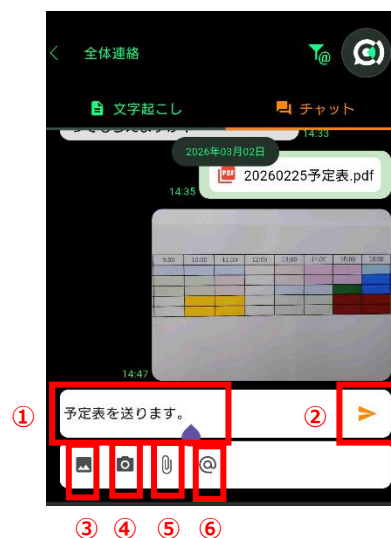 全体連絡
@
文字起こし
チャット
14:33
2026年03月02日
PDF
20260225予定表.pdf
14:35
9:00 10:00 11:00 12:00 13:00 14:00 15:00 16:00
14:47
① 予定表を送ります。 ②
@
③ ④ ⑤ ⑥